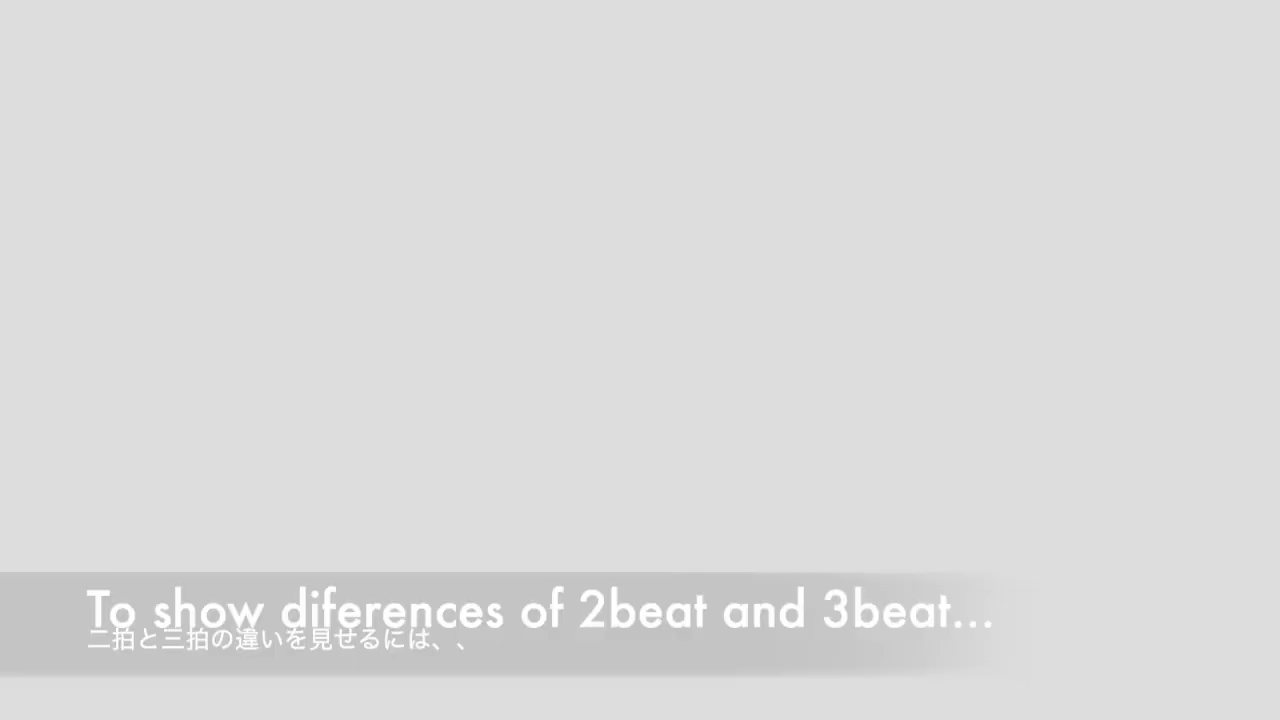 To show diferences of 2beat and 3beat...
二拍と三拍の違いを見せるには、、